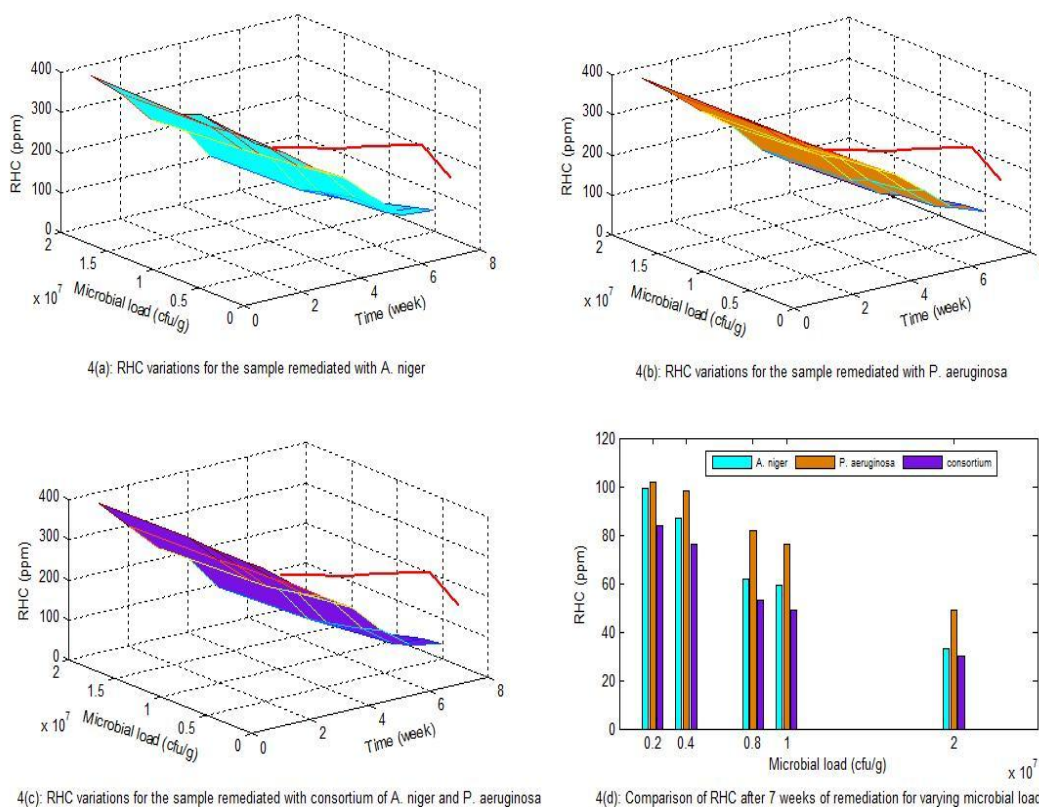 400
300
200
100
0
RHC (ppm)
2
1.5
1
0.5
0
x 10^7
Microbial load (cfu/g)
0
2
4
6
8
Time (week)
4(a): RHC variations for the sample remediated with A. niger
400
300
200
100
0
RHC (ppm)
2
1.5
1
0.5
0
x 10^7
Microbial load (cfu/g)
0
2
4
6
Time (week)
4(b): RHC variations for the sample remediated with P. aeruginosa
400
300
200
100
0
RHC (ppm)
2
1.5
1
0.5
0
x 10^7
Microbial load (cfu/g)
0
2
4
6
8
Time (week)
4(c): RHC variations for the sample remediated with consortium of A. niger and P. aeruginosa
120
100
80
60
40
20
0
RHC (ppm)
A. niger P. aeruginosa consortium
0.2 0.4 0.8 1 2
Microbial load (cfu/g)
x 10^7
4(d): Comparison of RHC after 7 weeks of remediation for varying microbial load